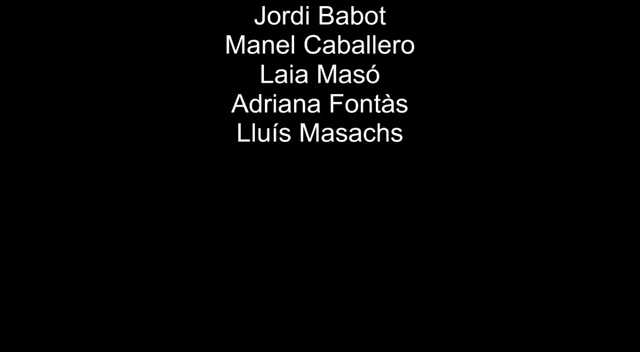 Jordi Babot
Manel Caballero
Laia Masó
Adriana Fontàs
Lluís Masachs